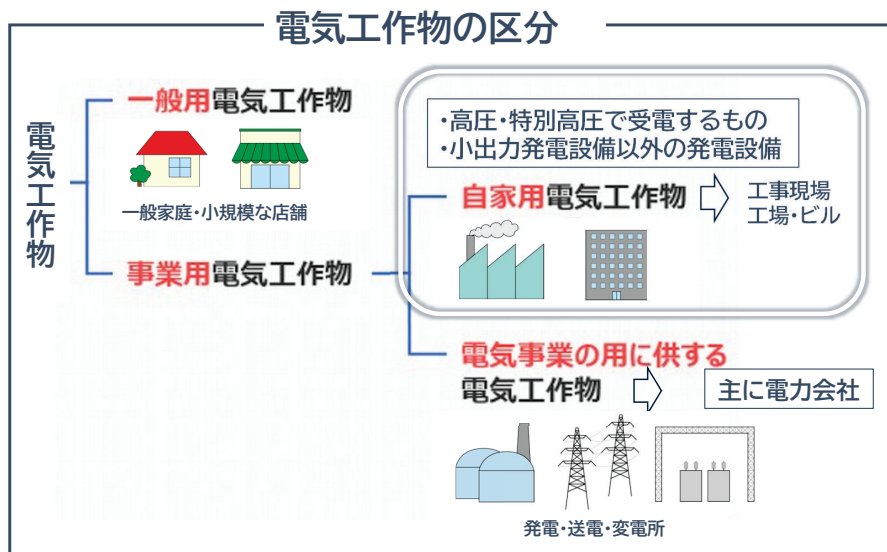 電気工作物の区分
電気工作物
一般用電気工作物
一般家庭・小規模な店舗
事業用電気工作物
・高圧・特別高圧で受電するもの
・小出力発電設備以外の発電設備
自家用電気工作物
工事現場
工場・ビル
電気事業の用に供する
電気工作物
主に電力会社
発電・送電・変電所